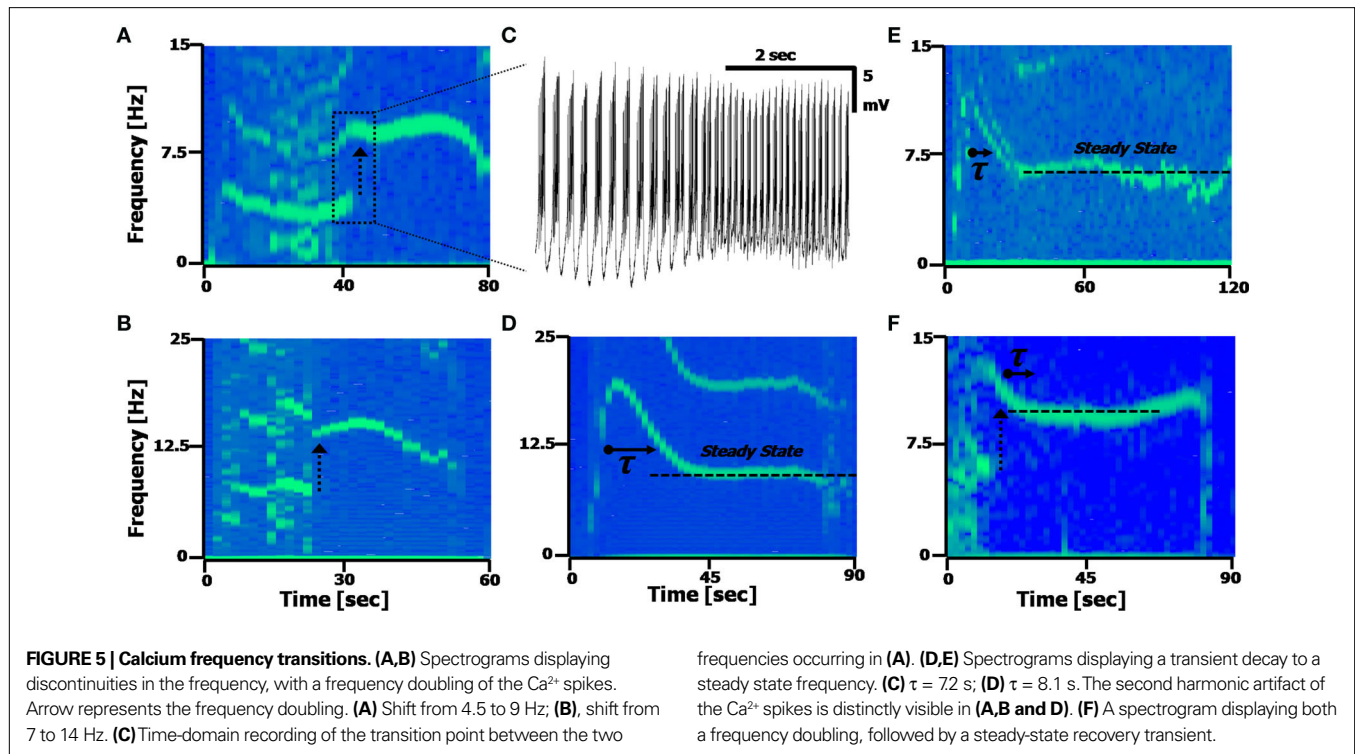 A
15
7.5
0
Frequency [Hz]
0
40
80
C
2 sec
5
mV
E
15
7.5
0
τ
Steady State
0
60
120
B
25
12.5
0
Frequency [Hz]
0
30
60
Time [sec]
D
25
12.5
0
τ
Steady State
0
45
90
Time [sec]
F
15
7.5
0
τ
0
45
90
Time [sec]
FIGURE 5 | Calcium frequency transitions. (A,B) Spectrograms displaying
discontinuities in the frequency, with a frequency doubling of the Ca²⁺ spikes.
Arrow represents the frequency doubling. (A) Shift from 4.5 to 9 Hz; (B), shift from
7 to 14 Hz. (C) Time-domain recording of the transition point between the two
frequencies occurring in (A). (D,E) Spectrograms displaying a transient decay to a
steady state frequency. (C) τ = 7.2 s; (D) τ = 8.1 s. The second harmonic artifact of
the Ca²⁺ spikes is distinctly visible in (A,B and D). (F) A spectrogram displaying both
a frequency doubling, followed by a steady-state recovery transient.